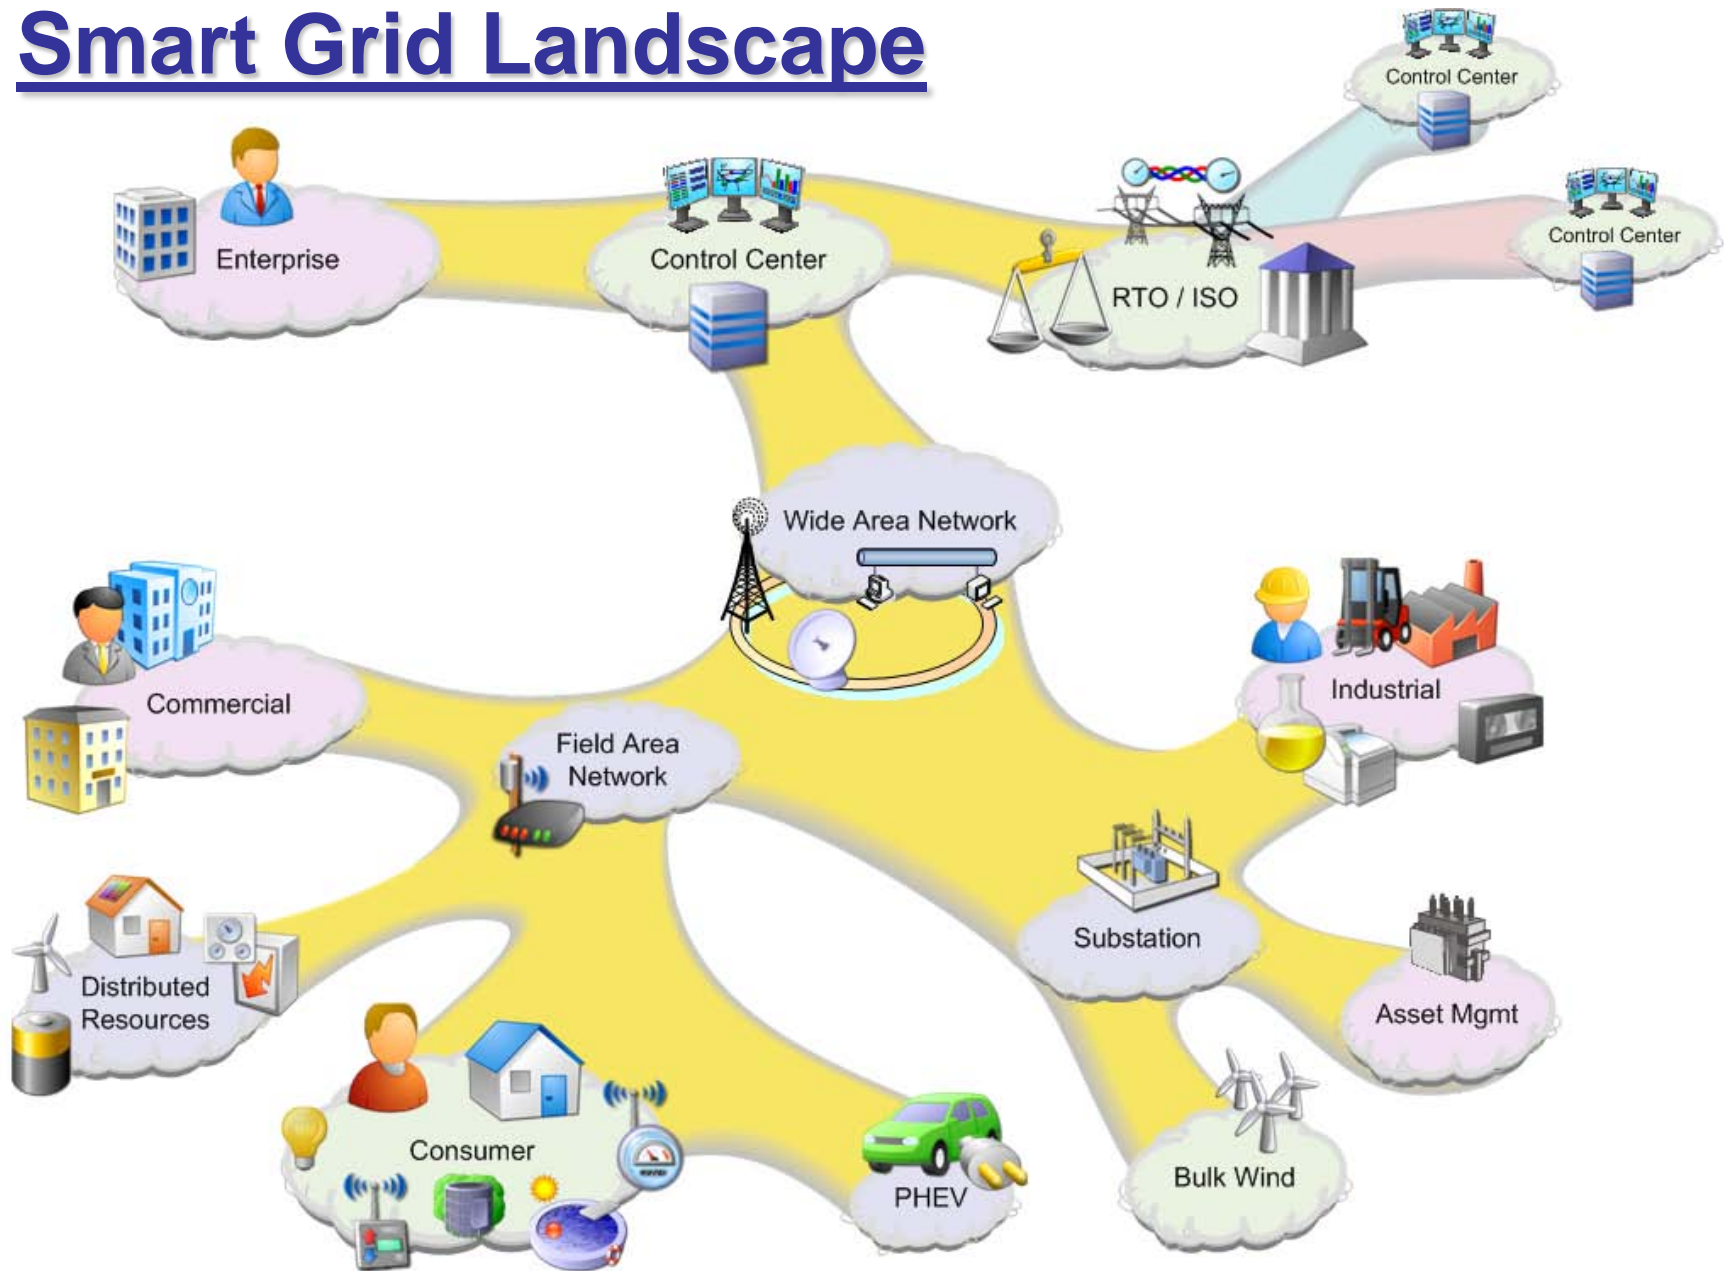 Smart Grid Landscape
Control Center
Control Center
Enterprise
Control Center
RTO / ISO
Wide Area Network
Commercial
Field Area
Network
Industrial
Substation
Distributed
Resources
Asset Mgmt
Consumer
PHEV
Bulk Wind